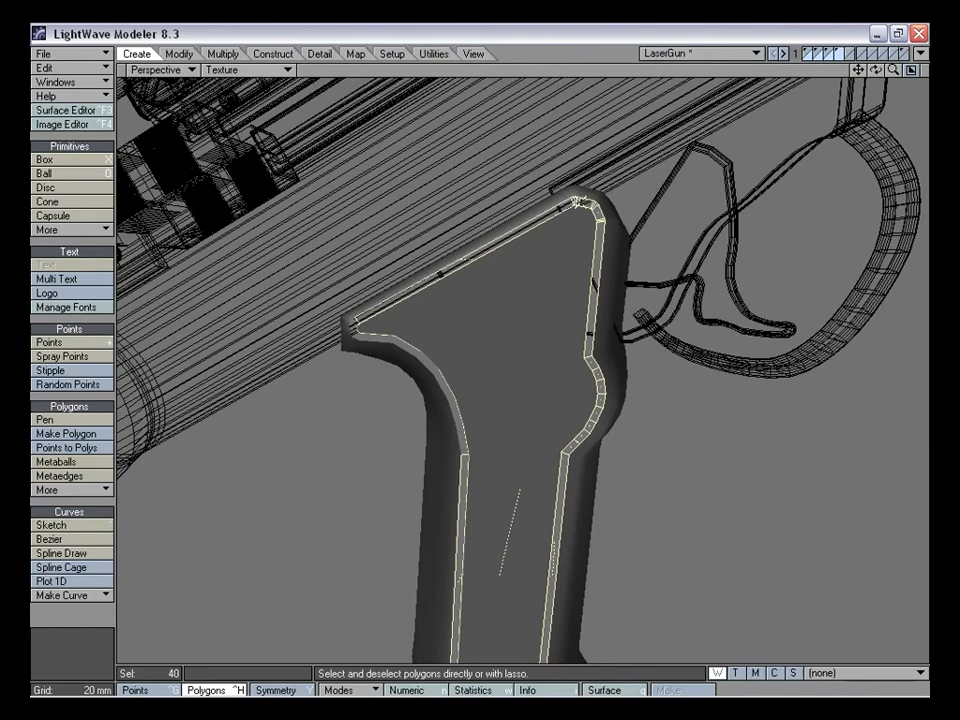 LightWave Modeler 8.3
File Create Modify Multiply Construct Detail Map Setup Utilities View LaserGun * 1
Edit Perspective Texture
Windows
Help
Surface Editor F3
Image Editor ^F4
Primitives
Box X
Ball O
Disc
Cone
Capsule
More
Text
Text
Multi Text
Logo
Manage Fonts
Points
Points +
Spray Points
Stipple
Random Points
Polygons
Pen
Make Polygon
Points to Polys
Metaballs
Metaedges
More
Curves
Sketch
Bezier
Spline Draw
Spline Cage
Plot 1D
Make Curve
Sel: 40 Select and deselect polygons directly or with lasso. W T M C S (none)
Grid: 20 mm Points ^G Polygons ^H Symmetry Y Modes Numeric n Statistics w Info i Surface q Make